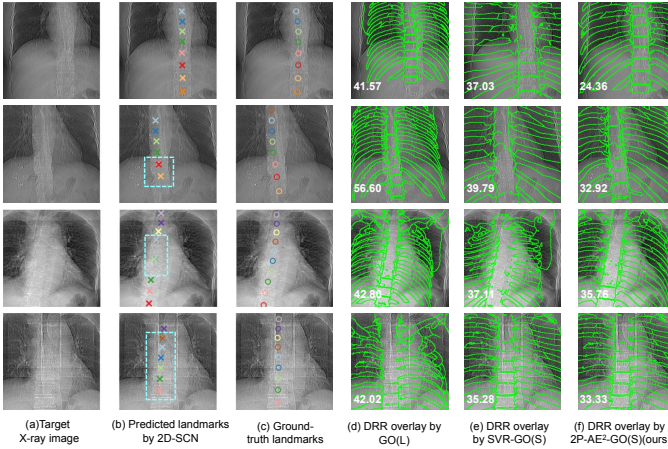 41.57 37.03 24.36
56.60 39.79 32.92
42.80 37.11 35.76
42.02 35.28 33.33
(a)Target
X-ray image
(b) Predicted landmarks
by 2D-SCN
(c) Ground-
truth landmarks
(d) DRR overlay by
GO(L)
(e) DRR overlay
by SVR-GO(S)
(f) DRR overlay by
2P-AE²-GO(S)(ours